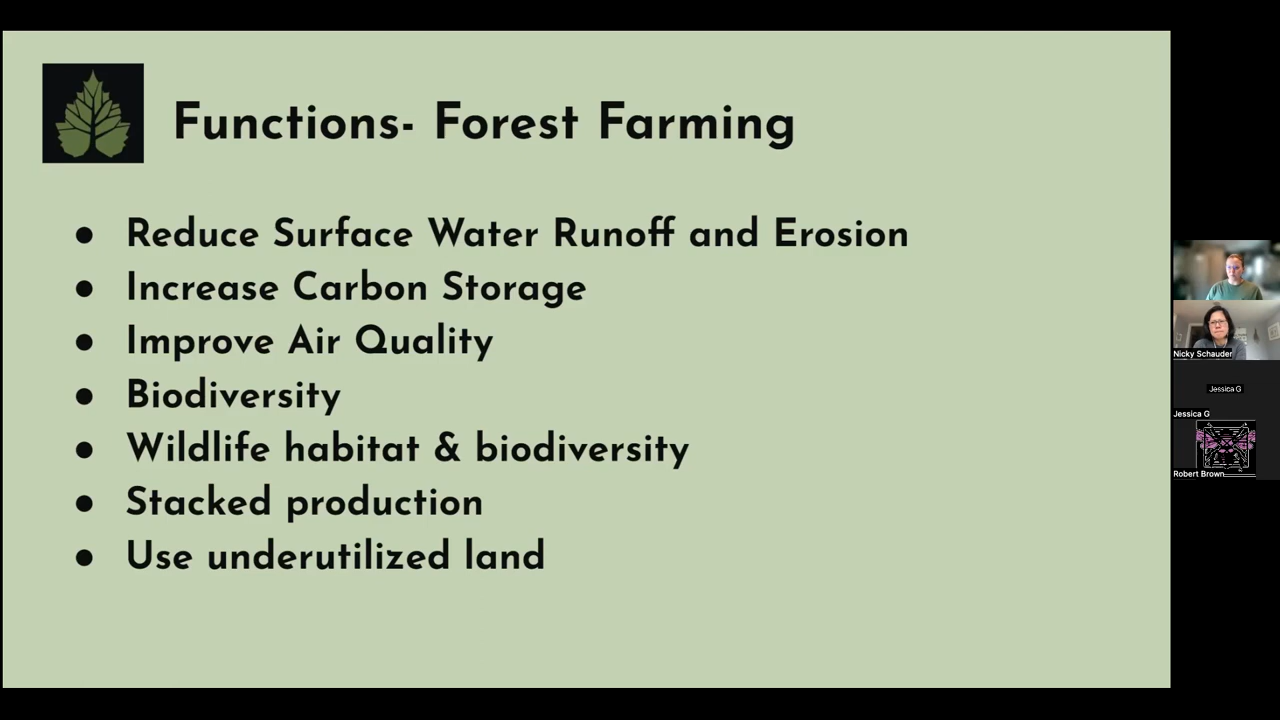 Functions- Forest Farming
● Reduce Surface Water Runoff and Erosion
● Increase Carbon Storage
● Improve Air Quality
● Biodiversity
● Wildlife habitat & biodiversity
● Stacked production
● Use underutilized land
Nicky Schauder
Jessica G
Jessica G
Robert Brown